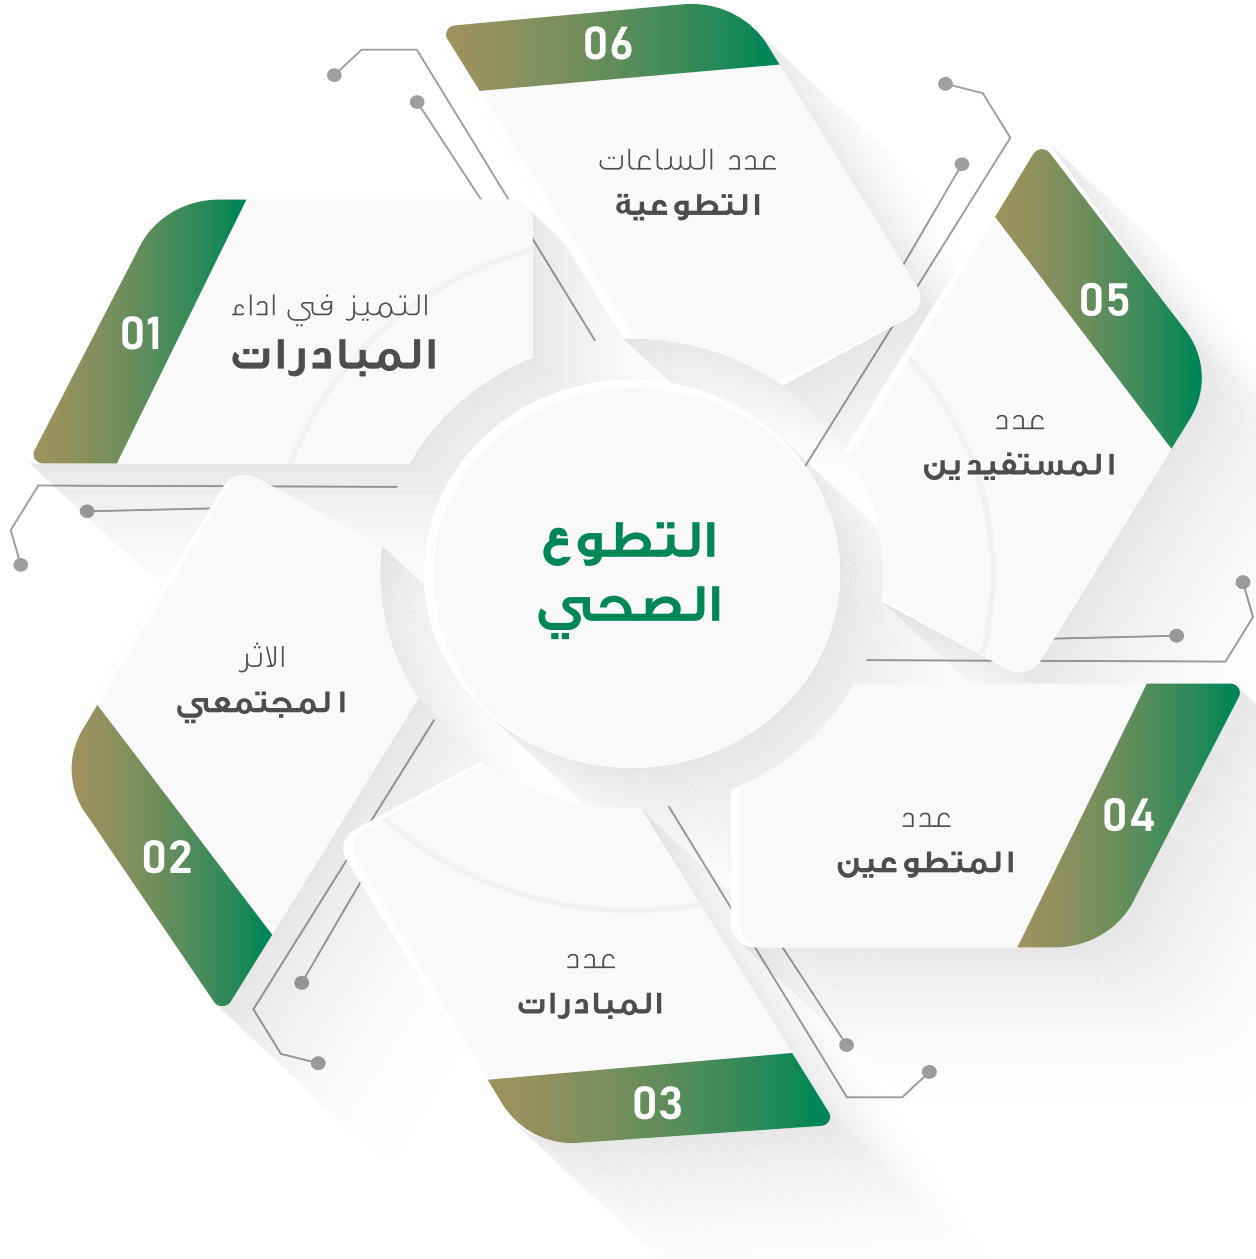 التطوع
الصحي
01
التميز في اداء
المبادرات
02
الاثر
المجتمعي
03
عدد
المبادرات
04
عدد
المتطوعين
05
عدد
المستفيدين
06
عدد الساعات
التطوعية